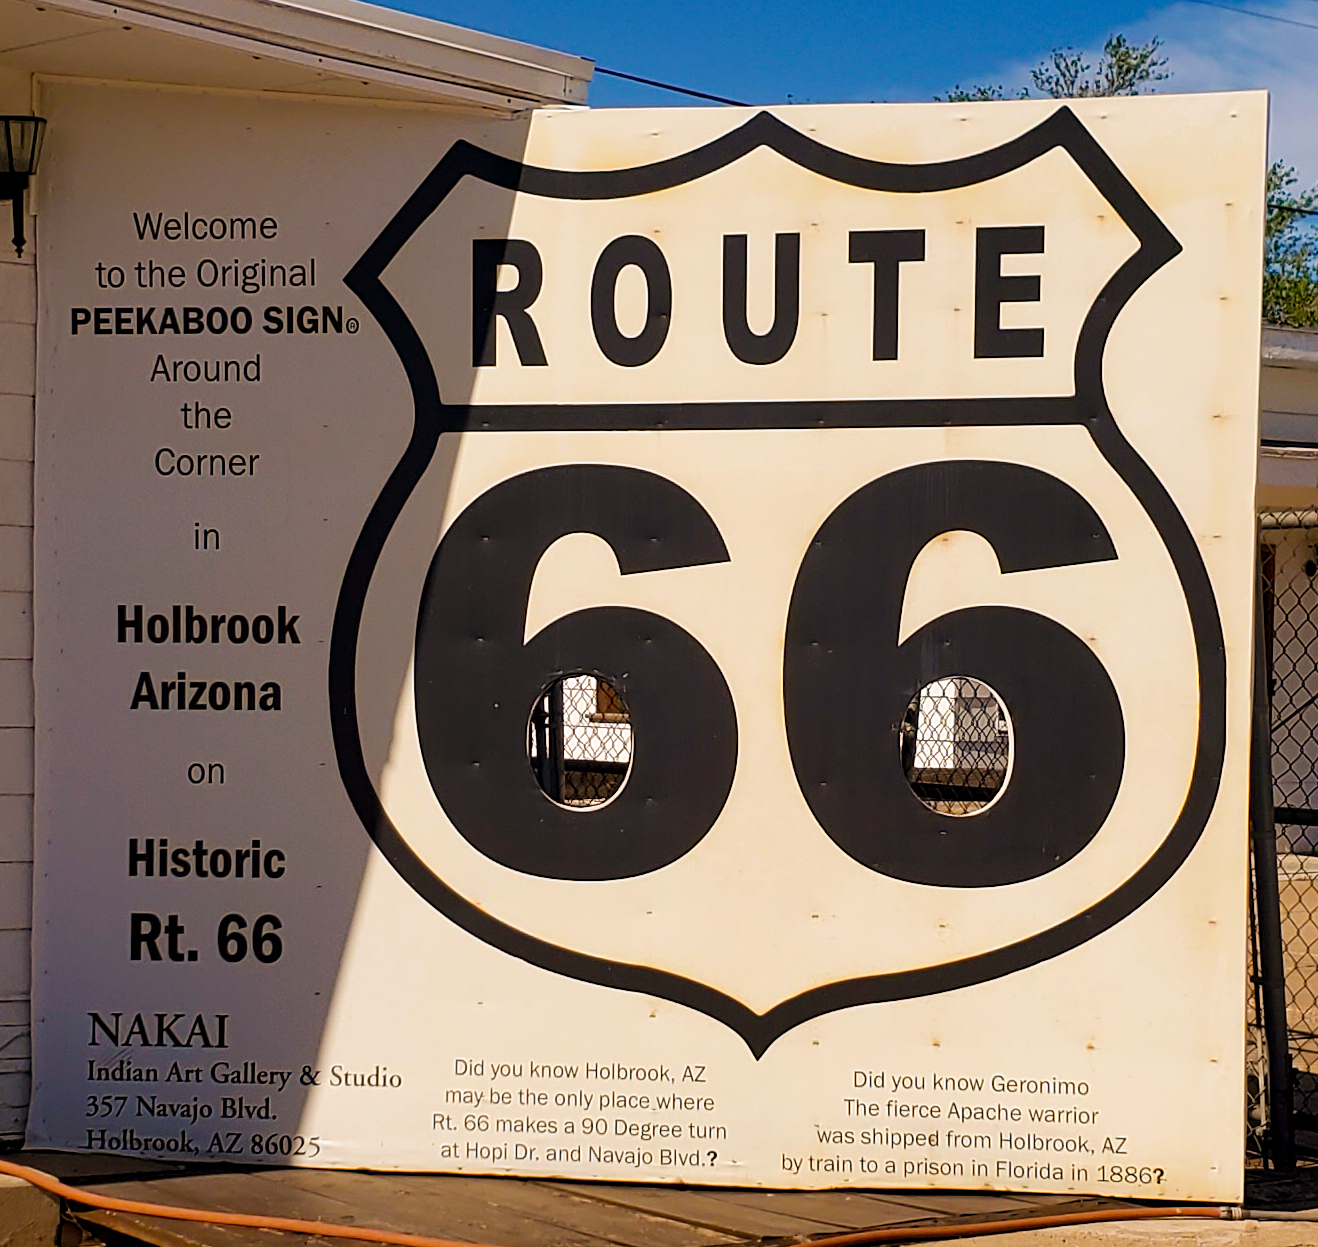 Welcome
to the Original
PEEKABOO SIGN®
Around
the
Corner
in
Holbrook
Arizona
on
Historic
Rt. 66
NAKAI
Indian Art Gallery & Studio
357 Navajo Blvd.
Holbrook, AZ 86025
ROUTE
66
Did you know Holbrook, AZ
may be the only place where
Rt. 66 makes a 90 Degree turn
at Hopi Dr. and Navajo Blvd.?
Did you know Geronimo
The fierce Apache warrior
was shipped from Holbrook, AZ
by train to a prison in Florida in 1886?